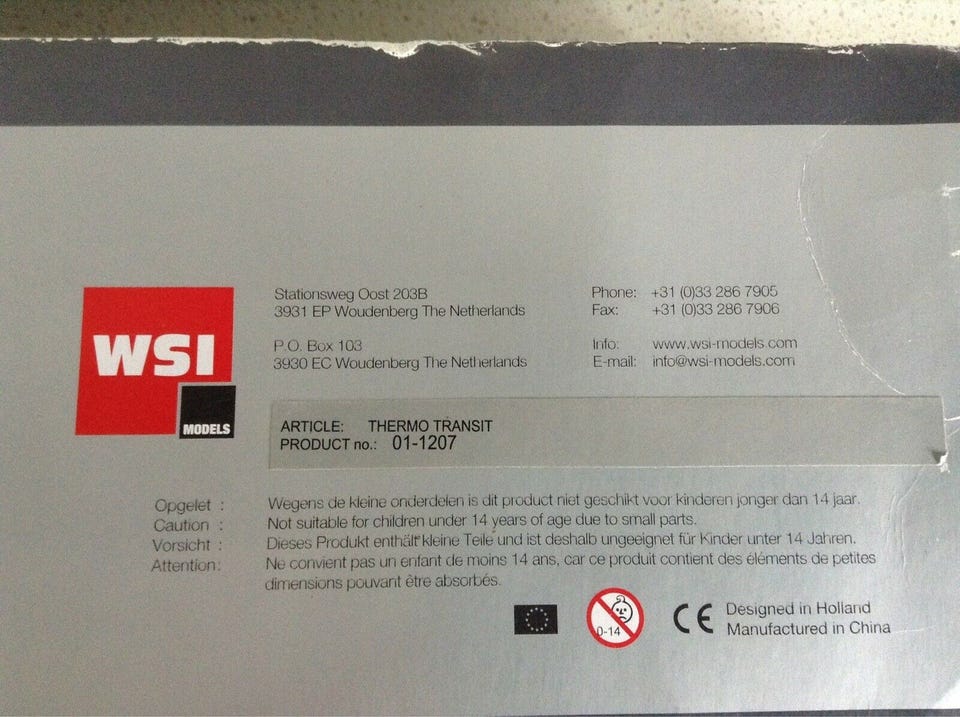 WSI
MODELS
Stationsweg Oost 203B
3931 EP Woudenberg The Netherlands
P.O. Box 103
3930 EC Woudenberg The Netherlands
Phone: +31 (0)33 286 7905
Fax: +31 (0)33 286 7906
Info: www.wsi-models.com
E-mail: info@wsi-models.com
ARTICLE: THERMO TRANSIT
PRODUCT no.: 01-1207
Opgelet : Wegens de kleine onderdelen is dit product niet geschikt voor kinderen jonger dan 14 jaar.
Caution : Not suitable for children under 14 years of age due to small parts.
Vorsicht : Dieses Produkt enthält kleine Teile und ist deshalb ungeeignet für Kinder unter 14 Jahren.
Attention: Ne convient pas un enfant de moins 14 ans, car ce produit contient des éléments de petites
dimensions pouvant être absorbés.
0-14
CE
Designed in Holland
Manufactured in China